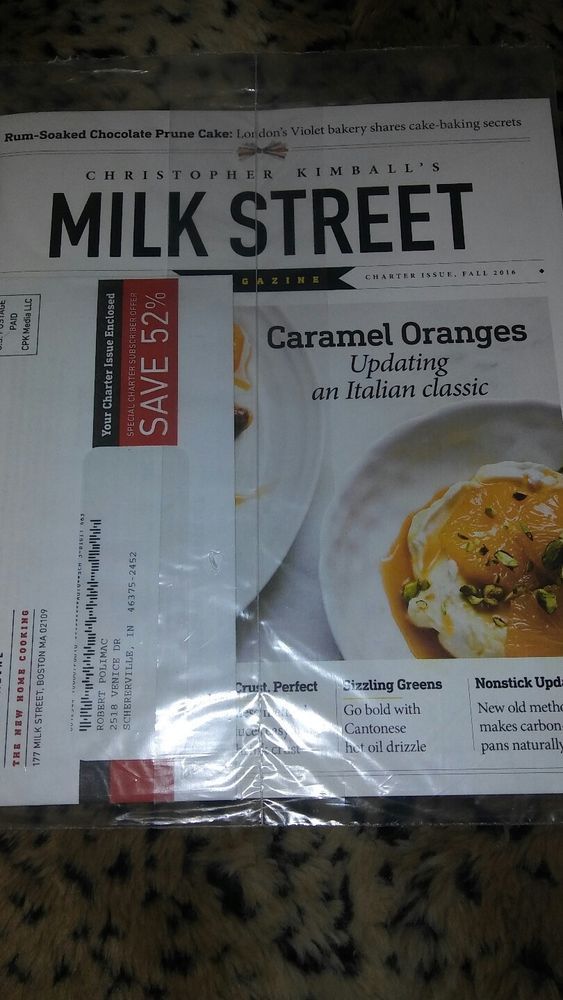 Rum-Soaked Chocolate Prune Cake: London's Violet bakery shares cake-baking secrets
CHRISTOPHER KIMBALL'S
MILK STREET
GAZINE
CHARTER ISSUE, FALL 2016
PAID
CPK Media LLC
Your Charter Issue Enclosed
SPECIAL CHARTER SUBSCRIBER OFFER
SAVE 52%
Caramel Oranges
Updating
an Italian classic
THE NEW HOME COOKING
177 MILK STREET, BOSTON MA 02109
ROBERT POLIMAC
2518 VENICE DR
SCHERERVILLE, IN 46375-2452
Crust, Perfect
crust
Sizzling Greens
Go bold with
Cantonese
hot oil drizzle
Nonstick Upd
New old metho
makes carbon
pans naturally